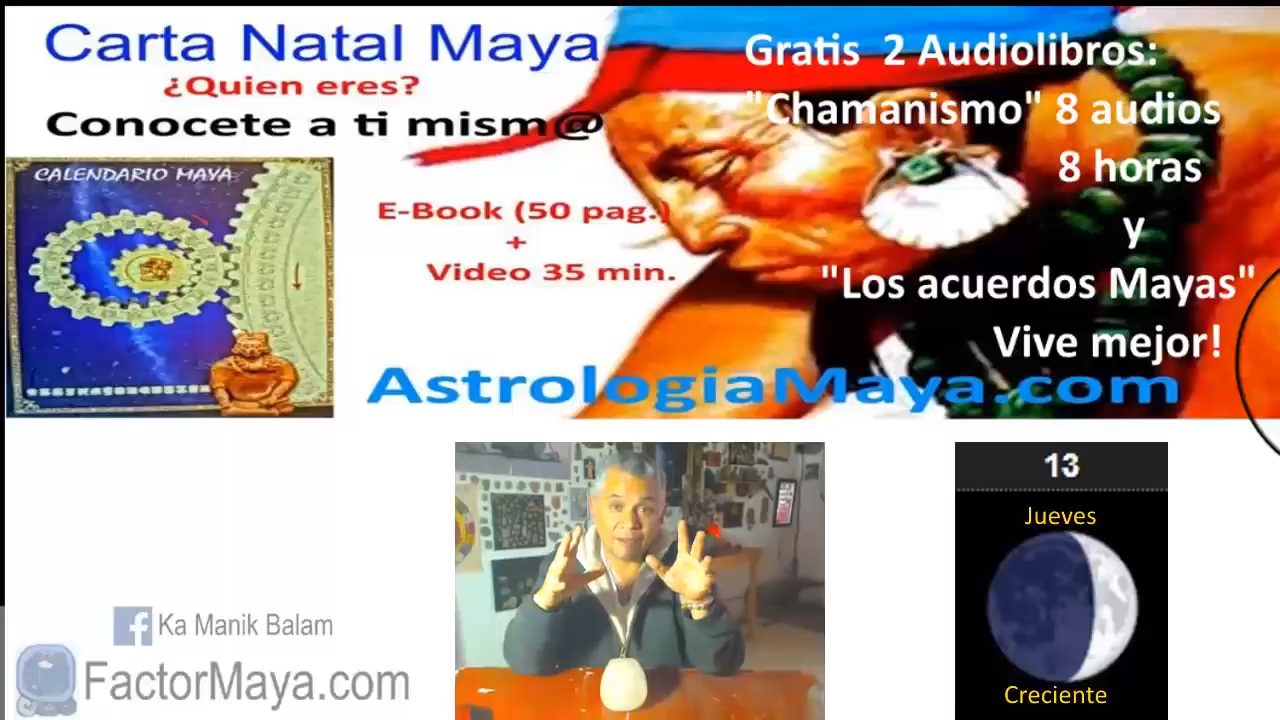 Carta Natal Maya
¿Quien eres?
Conocete a ti mism@
CALENDARIO MAYA
E-Book (50 pag.)
+
Video 35 min.
Gratis 2 Audiolibros:
"Chamanismo" 8 audios
8 horas
y
"Los acuerdos Mayas"
Vive mejor!
AstrologiaMaya.com
13
Jueves
Creciente
Ka Manik Balam
FactorMaya.com